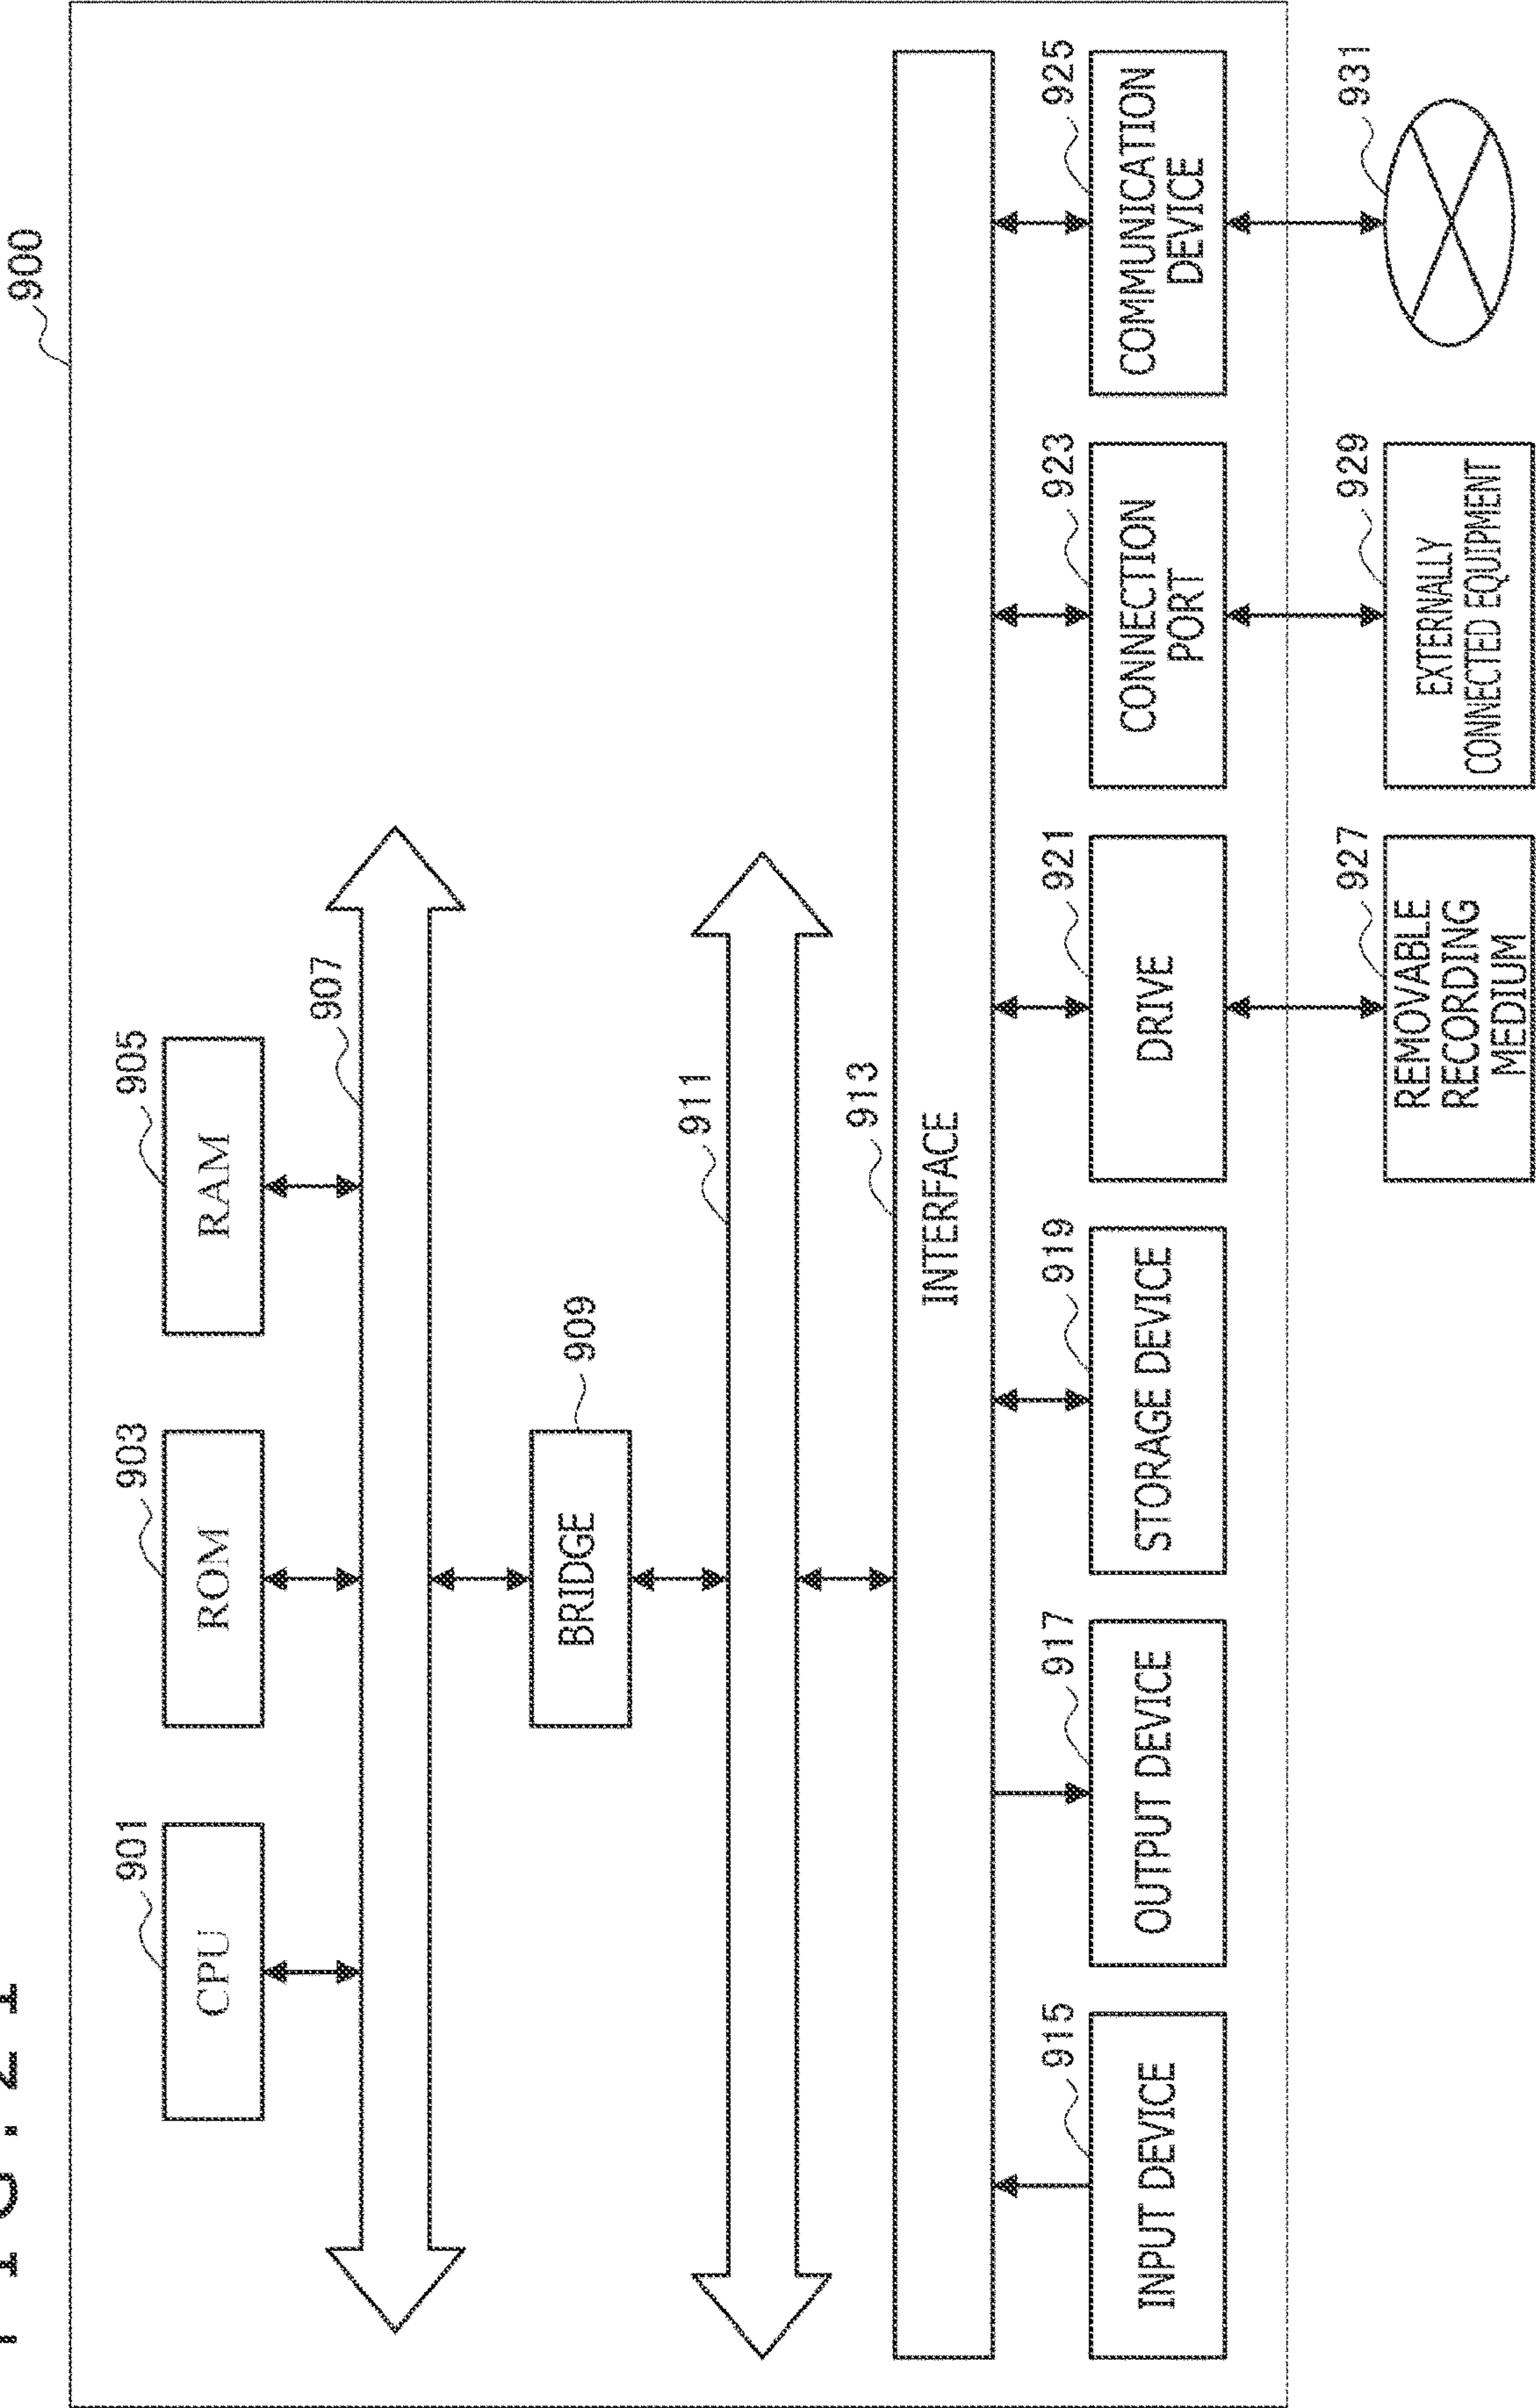 900
901
CPU
903
ROM
905
RAM
907
909
BRIDGE
911
913
INTERFACE
915
INPUT DEVICE
917
OUTPUT DEVICE
919
STORAGE DEVICE
921
DRIVE
923
CONNECTION
PORT
925
COMMUNICATION
DEVICE
927
REMOVABLE
RECORDING
MEDIUM
929
EXTERNALLY
CONNECTED EQUIPMENT
931